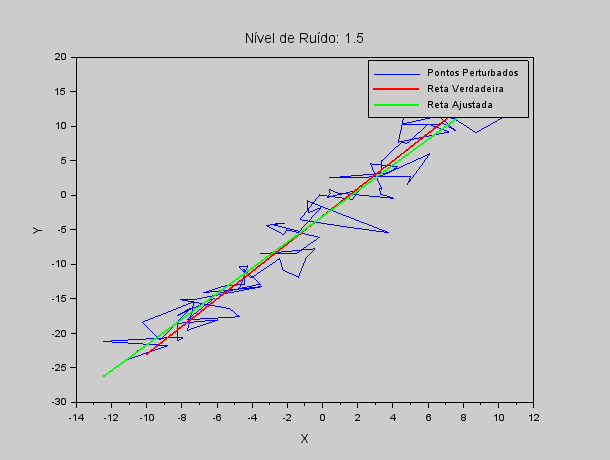 Nível de Ruído: 1.5
20
15
10
5
0
-5
-10
-15
-20
-25
-30
Y
Pontos Perturbados
Reta Verdadeira
Reta Ajustada
-14 -12 -10 -8 -6 -4 -2 0 2 4 6 8 10 12
X